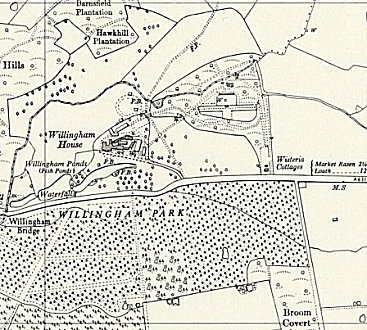 Darnsfield
Plantation
Hawkhill
Plantation
F.P.
Hills
W
F.B.
W
Willingham
House
Willingham Ponds
(Fish Ponds)
F.B.
F.B.
Wisteria
Cottages
Market Rasen 2¼
Louth 12
Waterfall
M.S
Willingham
Bridge
WILLINGHAM PARK
Broom
Covert